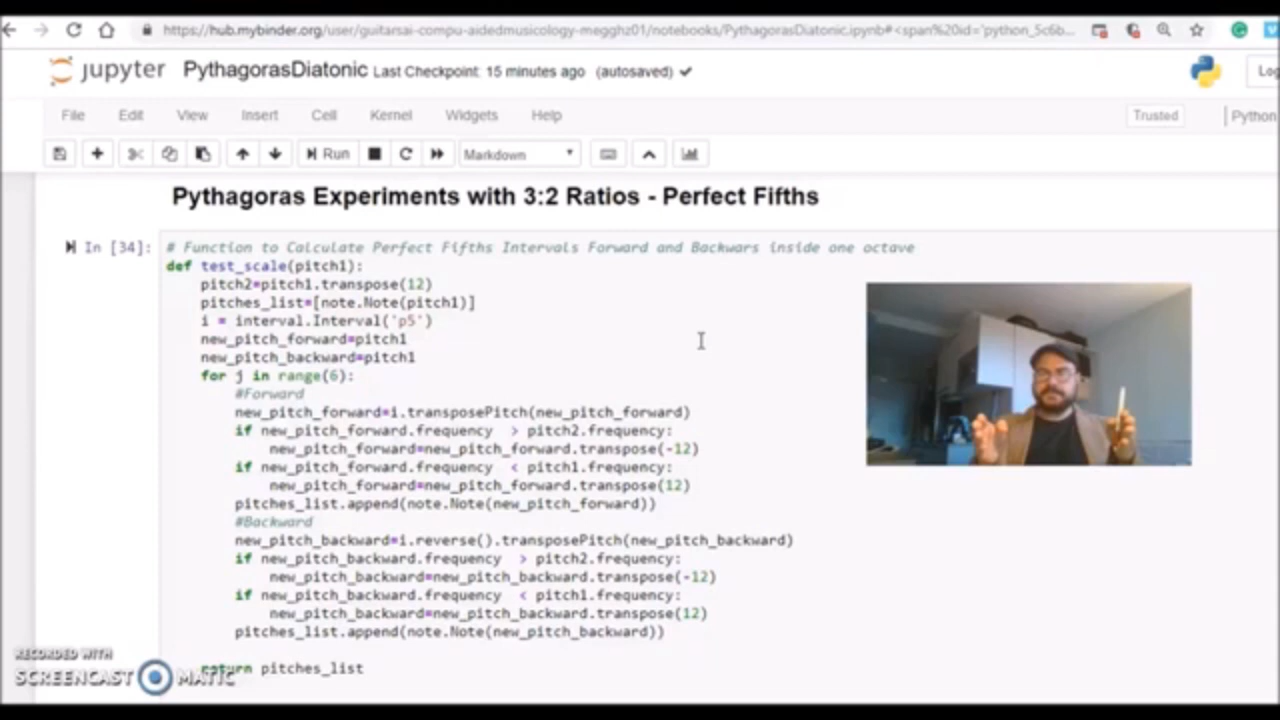 https://hub.mybinder.org/user/guitarsai-compu-aidedmusicology-megghz01/notebooks/PythagorasDiatonic.ipynb#<span%20id='python_5c6b...
jupyter PythagorasDiatonic Last Checkpoint: 15 minutes ago (autosaved)
File Edit View Insert Cell Kernel Widgets Help Trusted Python
Run Markdown
Pythagoras Experiments with 3:2 Ratios - Perfect Fifths
In [34]: # Function to Calculate Perfect Fifths Intervals Forward and Backwars inside one octave
def test_scale(pitch1):
pitch2=pitch1.transpose(12)
pitches_list=[note.Note(pitch1)]
i = interval.Interval('p5')
new_pitch_forward=pitch1
new_pitch_backward=pitch1
for j in range(6):
#Forward
new_pitch_forward=i.transposePitch(new_pitch_forward)
if new_pitch_forward.frequency > pitch2.frequency:
new_pitch_forward=new_pitch_forward.transpose(-12)
if new_pitch_forward.frequency < pitch1.frequency:
new_pitch_forward=new_pitch_forward.transpose(12)
pitches_list.append(note.Note(new_pitch_forward))
#Backward
new_pitch_backward=i.reverse().transposePitch(new_pitch_backward)
if new_pitch_backward.frequency > pitch2.frequency:
new_pitch_backward=new_pitch_backward.transpose(-12)
if new_pitch_backward.frequency < pitch1.frequency:
new_pitch_backward=new_pitch_backward.transpose(12)
pitches_list.append(note.Note(new_pitch_backward))
return pitches_list
RECORDED WITH
SCREENCAST MATIC